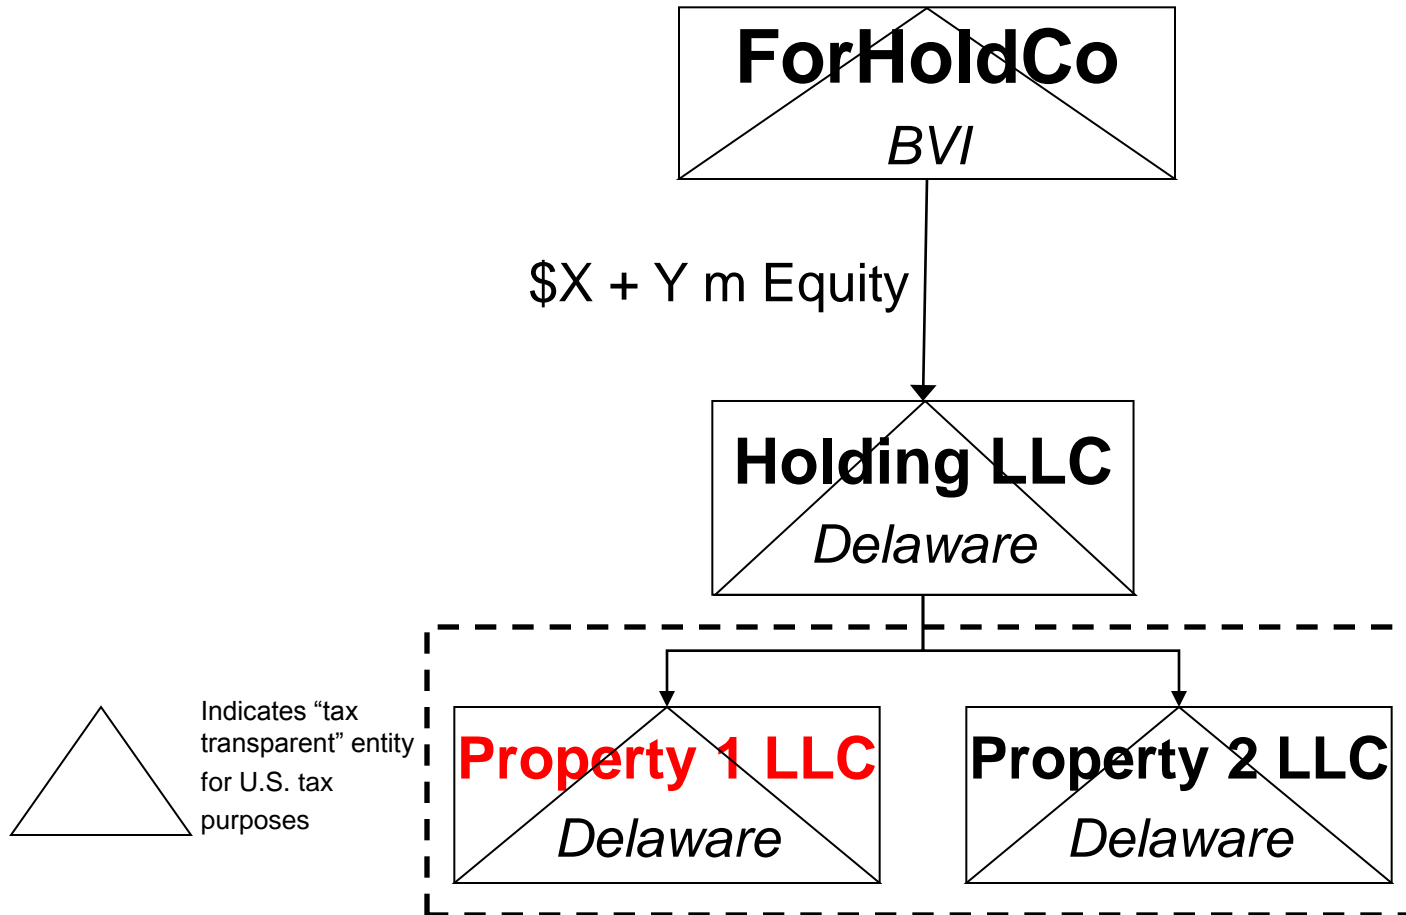 ForHoldCo
BVI
$X + Y m Equity
Holding LLC
Delaware
Indicates “tax
transparent” entity
for U.S. tax
purposes
Property 1 LLC
Delaware
Property 2 LLC
Delaware